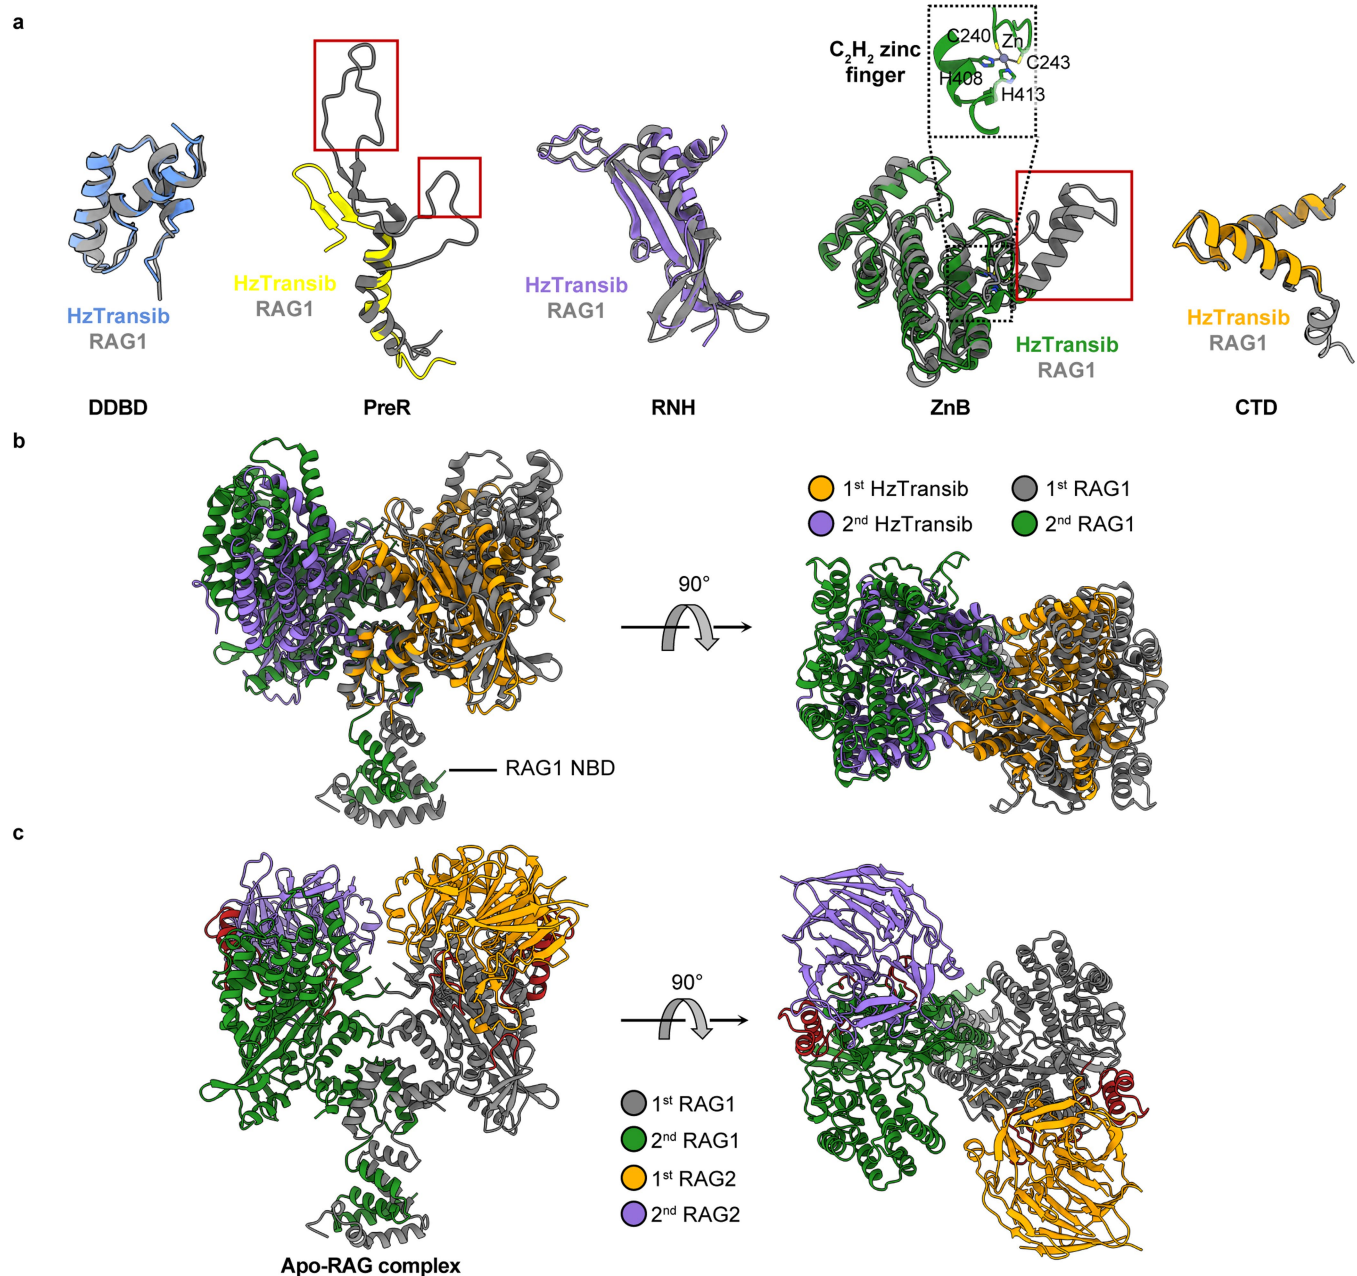 a
C₂H₂ zinc
finger
C240
Zn
C243
H408
H413
HzTransib
RAG1
HzTransib
RAG1
HzTransib
RAG1
HzTransib
RAG1
HzTransib
RAG1
DDBD
PreR
RNH
ZnB
CTD
b
1st HzTransib
1st RAG1
2nd HzTransib
2nd RAG1
90°
RAG1 NBD
c
90°
1st RAG1
2nd RAG1
1st RAG2
2nd RAG2
Apo-RAG complex